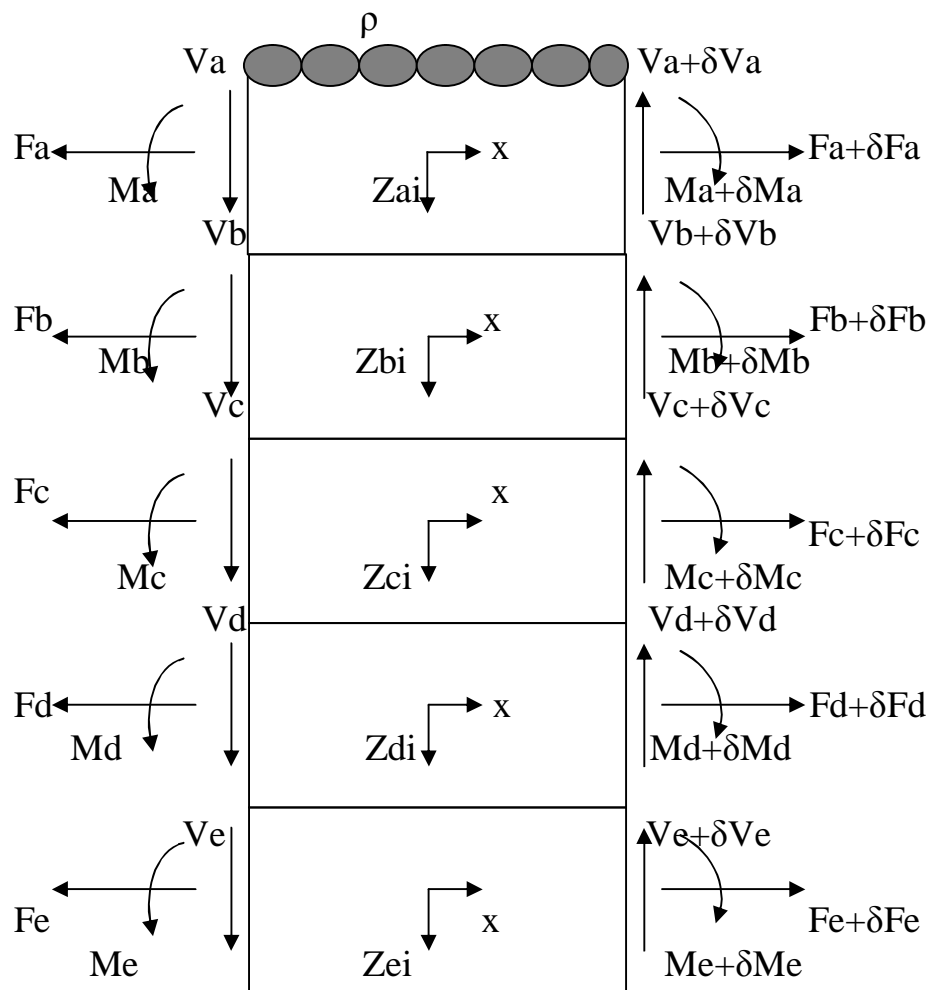 ρ
Va Va+δVa
Fa x Fa+δFa
Ma Zai Ma+δMa
Vb Vb+δVb
Fb x Fb+δFb
Mb Zbi Mb+δMb
Vc Vc+δVc
Fc x Fc+δFc
Mc Zci Mc+δMc
Vd Vd+δVd
Fd x Fd+δFd
Md Zdi Md+δMd
Ve Ve+δVe
Fe x Fe+δFe
Me Zei Me+δMe